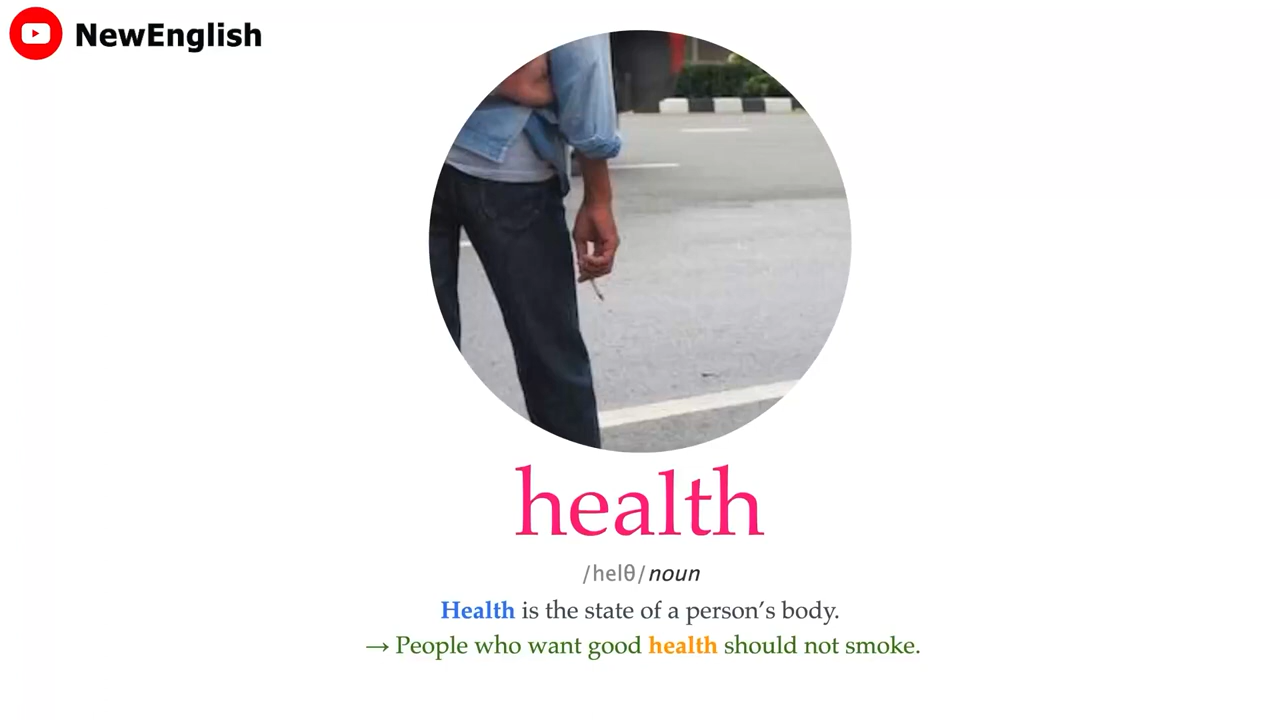 NewEnglish
health
/helθ/ noun
Health is the state of a person’s body.
→ People who want good health should not smoke.